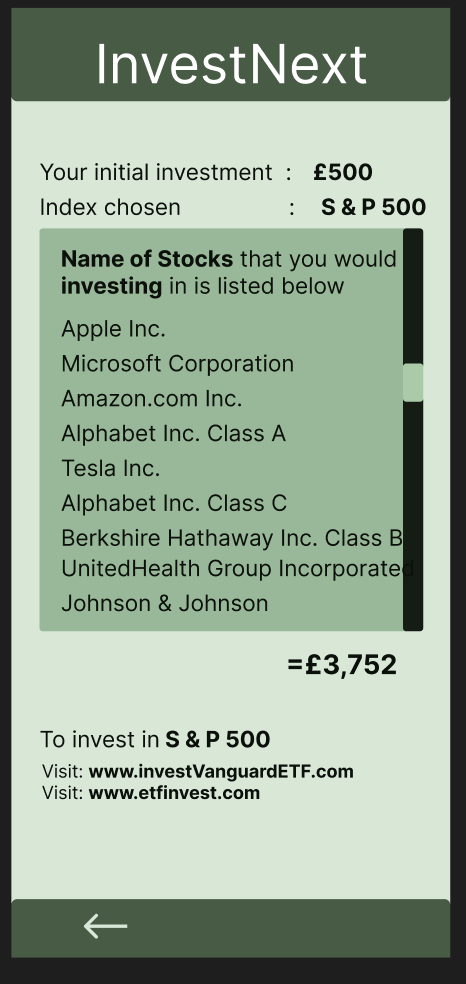 InvestNext
Your initial investment : £500
Index chosen : S & P 500
Name of Stocks that you would
investing in is listed below
Apple Inc.
Microsoft Corporation
Amazon.com Inc.
Alphabet Inc. Class A
Tesla Inc.
Alphabet Inc. Class C
Berkshire Hathaway Inc. Class B
UnitedHealth Group Incorporated
Johnson & Johnson
=£3,752
To invest in S & P 500
Visit: www.investVanguardETF.com
Visit: www.etfinvest.com